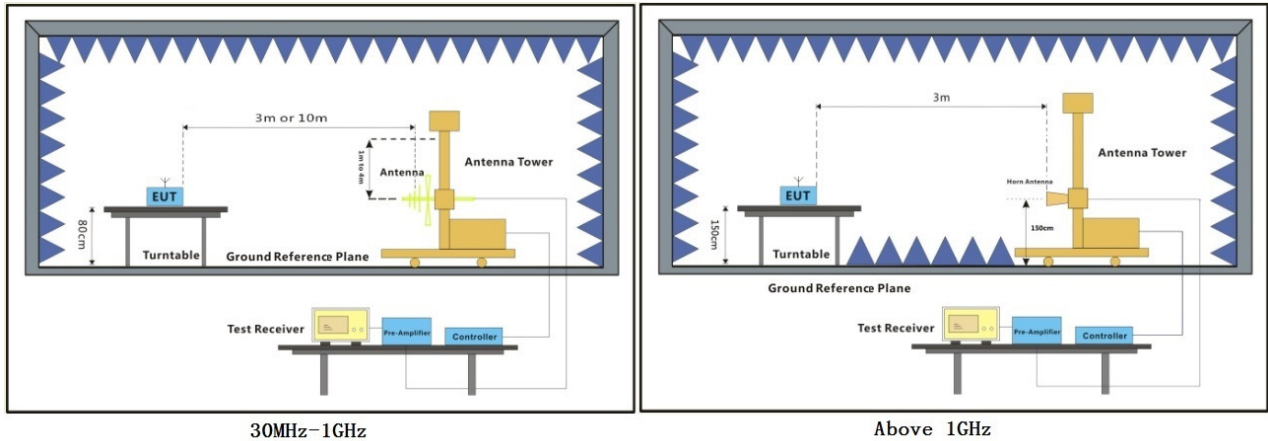 3m or 10m
1m to 4m
Antenna
Antenna Tower
EUT
80cm
Turntable
Ground Reference Plane
Test Receiver
Pre-Amplifier
Controller
30MHz-1GHz
3m
Antenna Tower
Horn Antenna
EUT
150cm
150cm
Turntable
Ground Reference Plane
Test Receiver
Pre-Amplifier
Controller
Above 1GHz